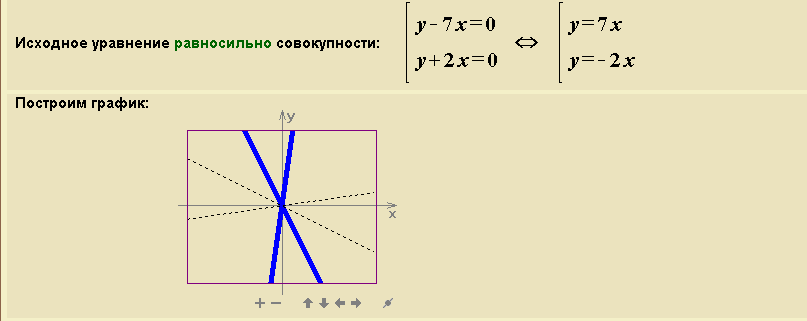 y-7x=0 y=7x
Исходное уравнение равносильно совокупности: ⇔
y+2x=0 y=-2x
Построим график:
y
x